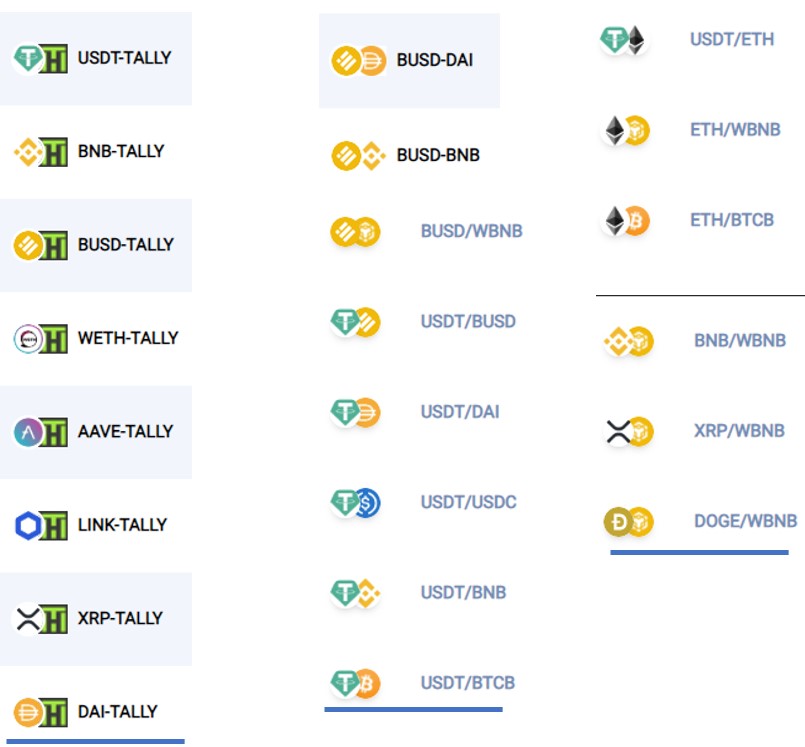 USDT-TALLY
BNB-TALLY
BUSD-TALLY
WETH-TALLY
AAVE-TALLY
LINK-TALLY
XRP-TALLY
DAI-TALLY
BUSD-DAI
BUSD-BNB
BUSD/WBNB
USDT/BUSD
USDT/DAI
USDT/USDC
USDT/BNB
USDT/BTCB
USDT/ETH
ETH/WBNB
ETH/BTCB
BNB/WBNB
XRP/WBNB
DOGE/WBNB